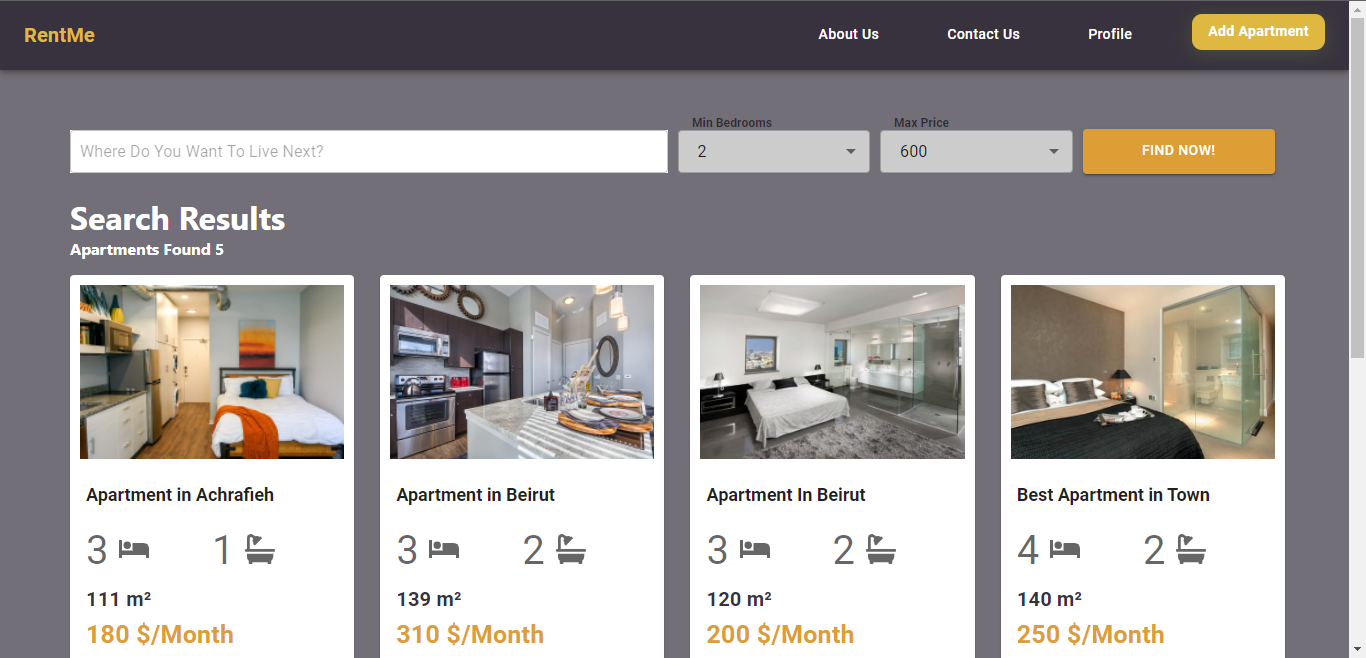 RentMe
About Us
Contact Us
Profile
Add Apartment
Min Bedrooms
Max Price
Where Do You Want To Live Next?
2
600
FIND NOW!
Search Results
Apartments Found 5
Apartment in Achrafieh
3
1
111 m²
180 $/Month
Apartment in Beirut
3
2
139 m²
310 $/Month
Apartment In Beirut
3
2
120 m²
200 $/Month
Best Apartment in Town
4
2
140 m²
250 $/Month